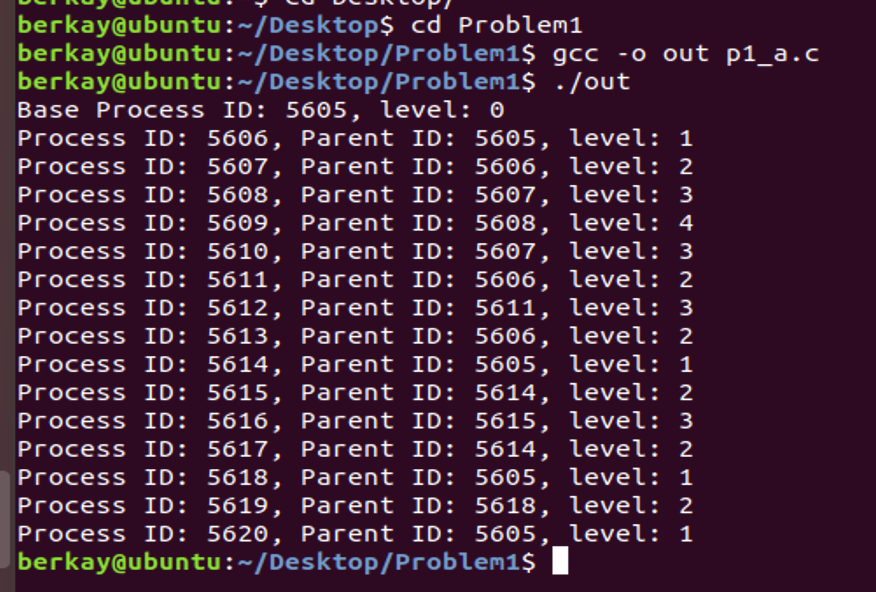 berkay@ubuntu:~$ cd Desktop/
berkay@ubuntu:~/Desktop$ cd Problem1
berkay@ubuntu:~/Desktop/Problem1$ gcc -o out p1_a.c
berkay@ubuntu:~/Desktop/Problem1$ ./out
Base Process ID: 5605, level: 0
Process ID: 5606, Parent ID: 5605, level: 1
Process ID: 5607, Parent ID: 5606, level: 2
Process ID: 5608, Parent ID: 5607, level: 3
Process ID: 5609, Parent ID: 5608, level: 4
Process ID: 5610, Parent ID: 5607, level: 3
Process ID: 5611, Parent ID: 5606, level: 2
Process ID: 5612, Parent ID: 5611, level: 3
Process ID: 5613, Parent ID: 5606, level: 2
Process ID: 5614, Parent ID: 5605, level: 1
Process ID: 5615, Parent ID: 5614, level: 2
Process ID: 5616, Parent ID: 5615, level: 3
Process ID: 5617, Parent ID: 5614, level: 2
Process ID: 5618, Parent ID: 5605, level: 1
Process ID: 5619, Parent ID: 5618, level: 2
Process ID: 5620, Parent ID: 5605, level: 1
berkay@ubuntu:~/Desktop/Problem1$